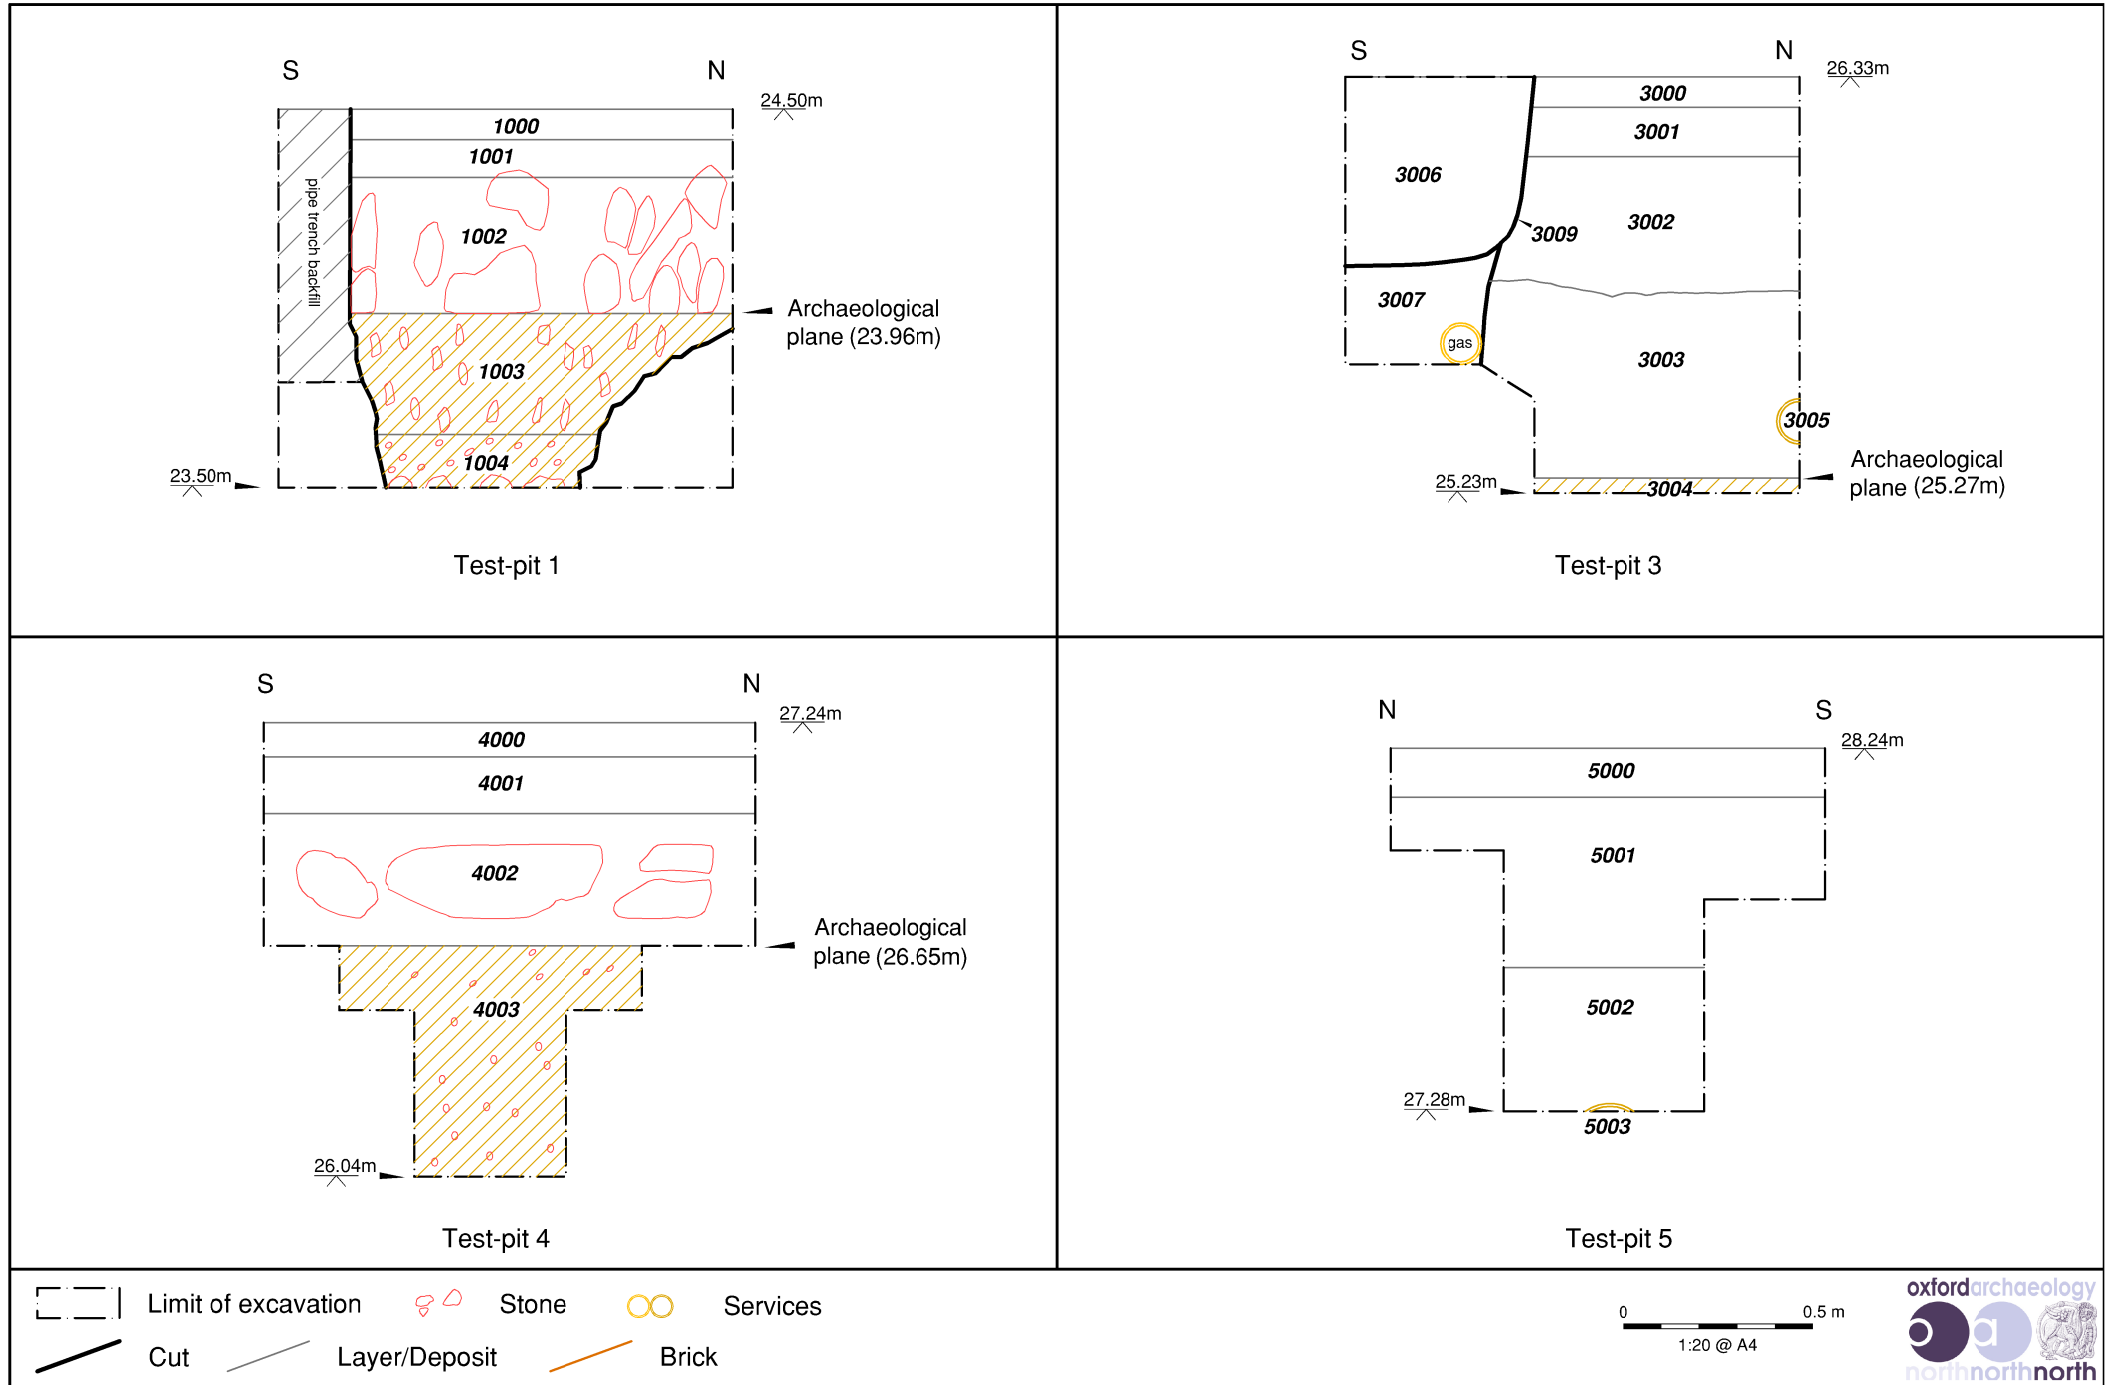 S
N
24.50m
1000
1001
pipe trench backfill
1002
Archaeological
plane (23.96m)
1003
1004
23.50m
Test-pit 1
S
N
26.33m
3000
3001
3006
3002
3009
3007
gas
3003
3005
Archaeological
plane (25.27m)
25.23m
3004
Test-pit 3
S
N
27.24m
4000
4001
4002
Archaeological
plane (26.65m)
4003
26.04m
Test-pit 4
N
S
28.24m
5000
5001
5002
27.28m
5003
Test-pit 5
Limit of excavation
Stone
Services
Cut
Layer/Deposit
Brick
0
0.5 m
1:20 @ A4
oxfordarchaeology
oa
northnorthnorth